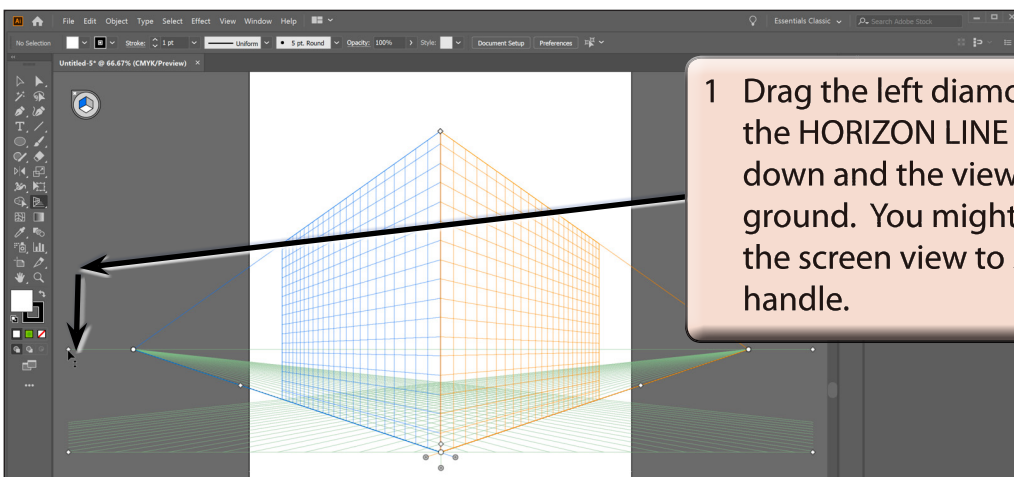 Ai File Edit Object Type Select Effect View Window Help Essentials Classic Search Adobe Stock
No Selection Stroke: 1 pt Uniform 5 pt. Round Opacity: 100% Style: Document Setup Preferences
Untitled-5* @ 66.67% (CMYK/Preview) ×
1 Drag the left diamo
the HORIZON LINE
down and the view
ground. You might
the screen view to
handle.